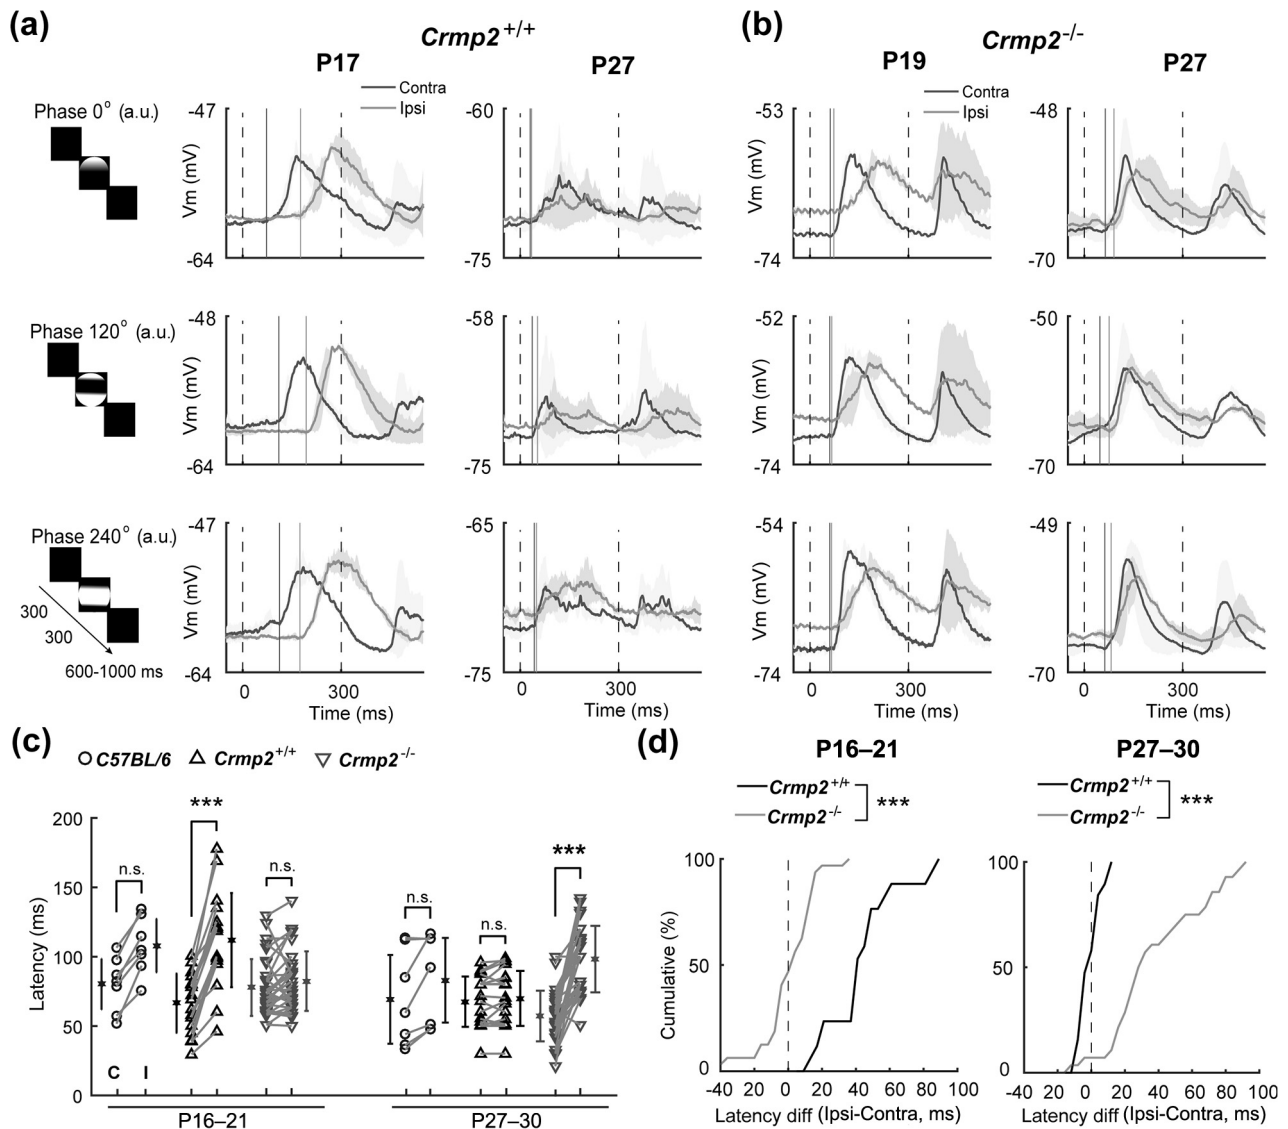 (a)
Crmp2+/+
P17
P27
Contra
Ipsi
(b)
Crmp2-/-
P19
P27
Contra
Ipsi
Phase 0° (a.u.)
-47
Vm (mV)
-64
-60
-75
-53
Vm (mV)
-74
-48
-70
Phase 120° (a.u.)
-48
Vm (mV)
-64
-58
-75
-52
Vm (mV)
-74
-50
-70
Phase 240° (a.u.)
300
300
600-1000 ms
-47
Vm (mV)
-64
0
300
Time (ms)
-65
-75
0
300
Time (ms)
-54
Vm (mV)
-74
0
300
Time (ms)
-49
-70
0
300
Time (ms)
(c)
C57BL/6
Crmp2+/+
Crmp2-/-
Latency (ms)
200
150
100
50
0
n.s.
***
n.s.
n.s.
n.s.
***
C
I
P16–21
P27–30
(d)
P16–21
Crmp2+/+
Crmp2-/-
***
Cumulative (%)
100
50
0
-40
-20
0
20
40
60
80
100
Latency diff (Ipsi-Contra, ms)
P27–30
Crmp2+/+
Crmp2-/-
***
100
50
0
-40
-20
0
20
40
60
80
100
Latency diff (Ipsi-Contra, ms)